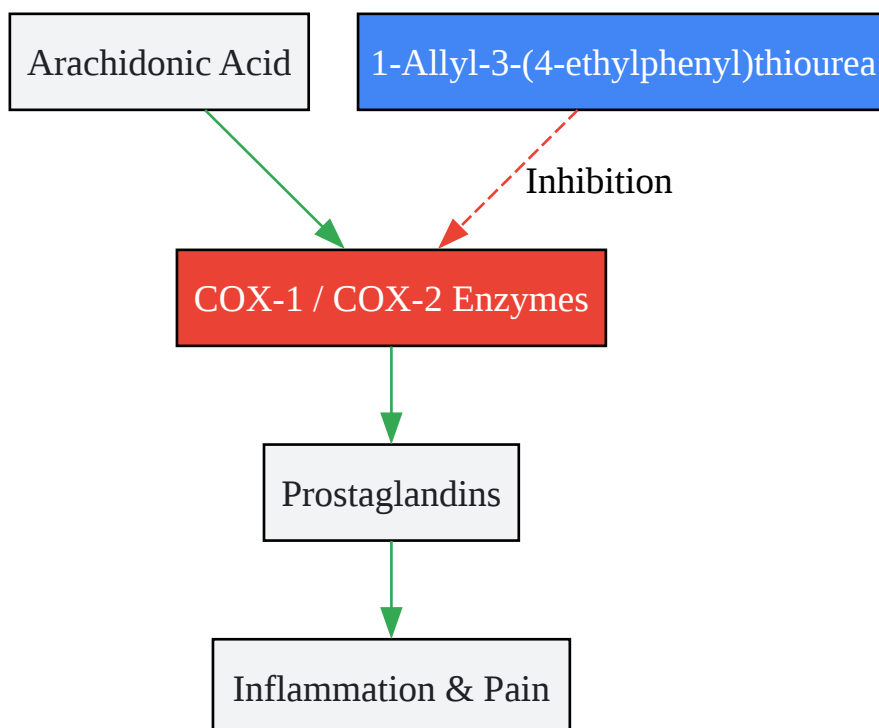 Arachidonic Acid
1-Allyl-3-(4-ethylphenyl)thiourea
Inhibition
COX-1 / COX-2 Enzymes
Prostaglandins
Inflammation & Pain